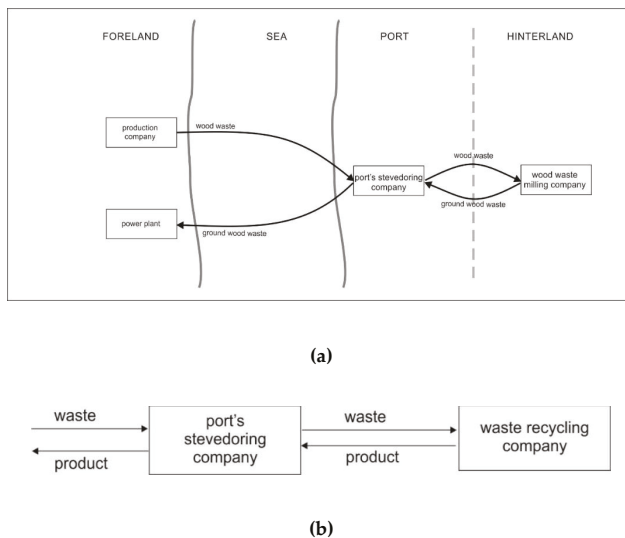 FORELAND SEA PORT HINTERLAND
production
company
wood waste
wood waste
port's stevedoring
company
wood waste
milling company
power plant
ground wood waste
ground wood waste
(a)
waste
product
port's
stevedoring
company
waste
product
waste recycling
company
(b)